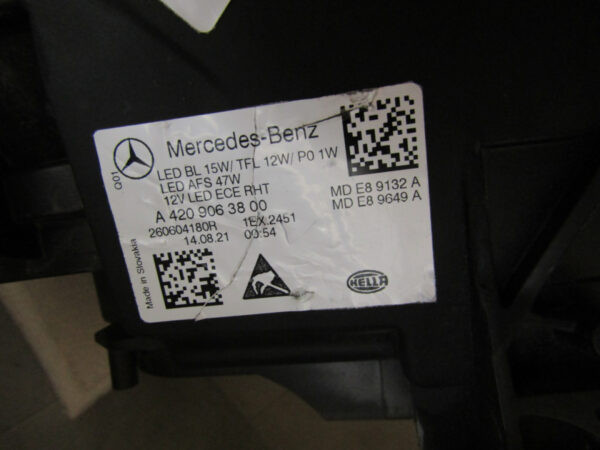 Q01
Mercedes-Benz
LED BL 15W/ TFL 12W/ P0 1W
LED AFS 47W
12V LED ECE RHT
A 420 906 38 00
260604180R 1EX.2451
14.08.21 00:54
MD E8 9132 A
MD E8 9649 A
Made in Slovakia
HELLA